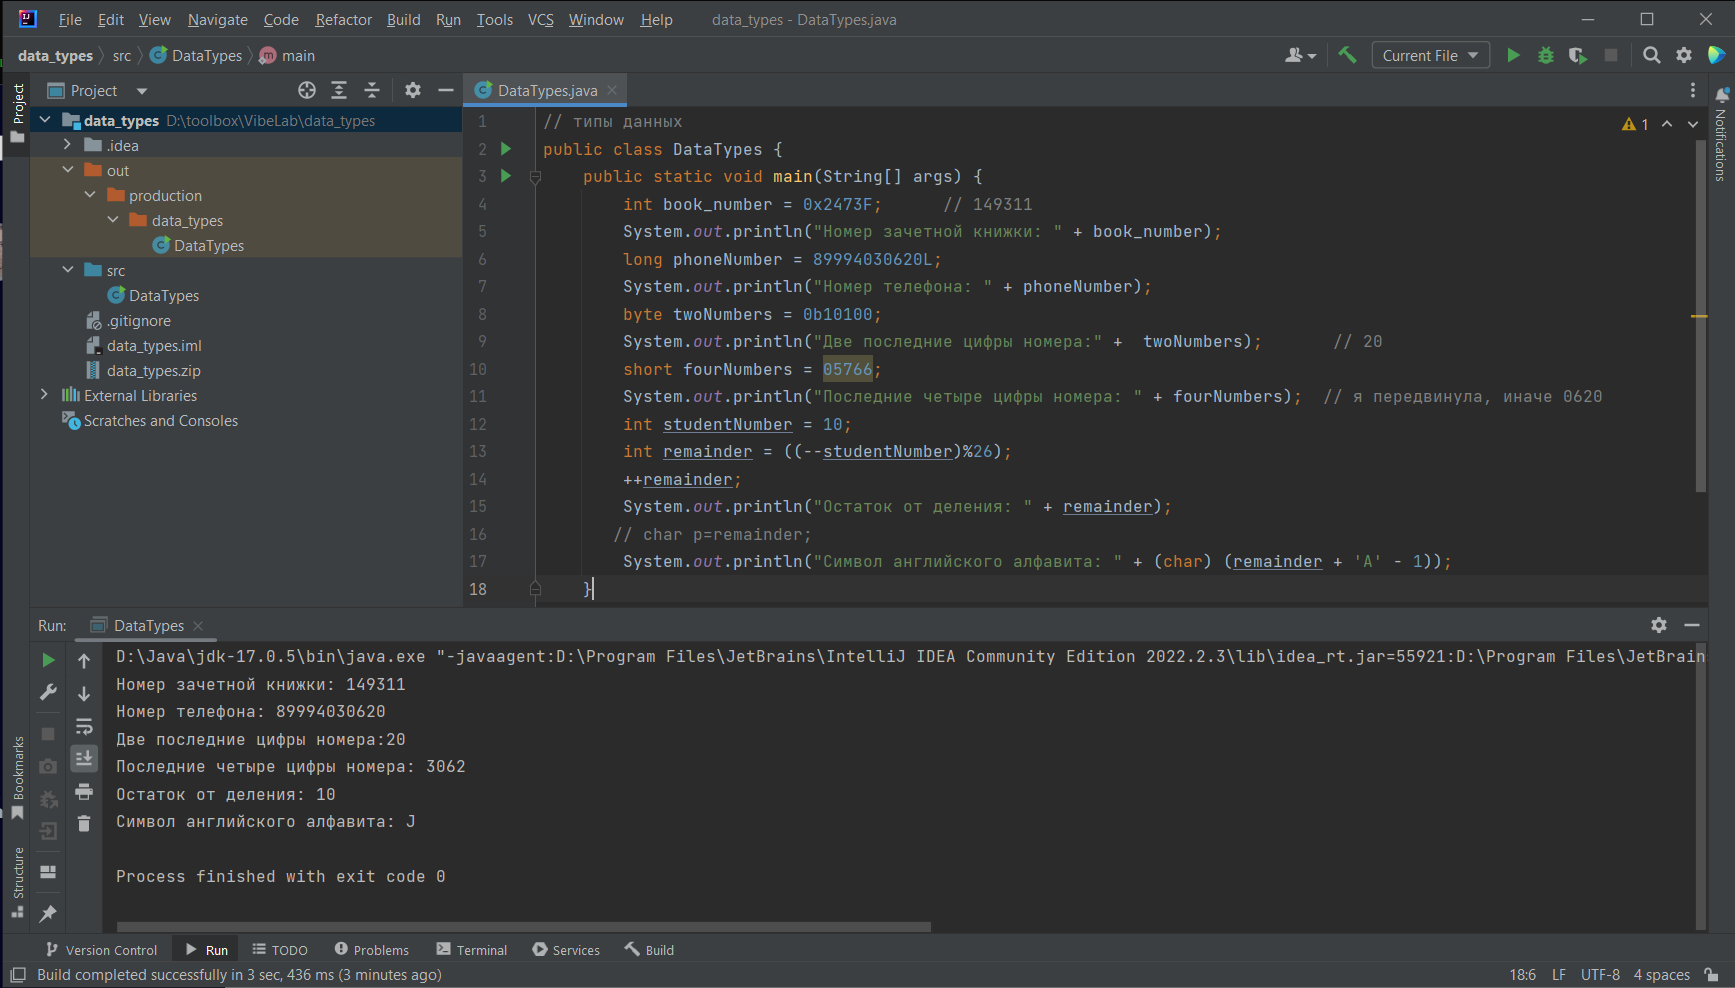 File Edit View Navigate Code Refactor Build Run Tools VCS Window Help data_types - DataTypes.java
data_types src DataTypes main Current File
Project
Project DataTypes.java
data_types D:\toolbox\VibeLab\data_types
.idea
out
production
data_types
DataTypes
src
DataTypes
.gitignore
data_types.iml
data_types.zip
External Libraries
Scratches and Consoles
1 // типы данных
2 public class DataTypes {
3 public static void main(String[] args) {
4 int book_number = 0x2473F; // 149311
5 System.out.println("Номер зачетной книжки: " + book_number);
6 long phoneNumber = 89994030620L;
7 System.out.println("Номер телефона: " + phoneNumber);
8 byte twoNumbers = 0b10100;
9 System.out.println("Две последние цифры номера:" + twoNumbers); // 20
10 short fourNumbers = 05766;
11 System.out.println("Последние четыре цифры номера: " + fourNumbers); // я передвинула, иначе 0620
12 int studentNumber = 10;
13 int remainder = ((--studentNumber)%26);
14 ++remainder;
15 System.out.println("Остаток от деления: " + remainder);
16 // char p=remainder;
17 System.out.println("Символ английского алфавита: " + (char) (remainder + 'A' - 1));
18 }
1
Notifications
Run: DataTypes
D:\Java\jdk-17.0.5\bin\java.exe "-javaagent:D:\Program Files\JetBrains\IntelliJ IDEA Community Edition 2022.2.3\lib\idea_rt.jar=55921:D:\Program Files\JetBrain
Номер зачетной книжки: 149311
Номер телефона: 89994030620
Две последние цифры номера:20
Последние четыре цифры номера: 3062
Остаток от деления: 10
Символ английского алфавита: J
Process finished with exit code 0
Bookmarks
Structure
Version Control Run TODO Problems Terminal Services Build
Build completed successfully in 3 sec, 436 ms (3 minutes ago) 18:6 LF UTF-8 4 spaces